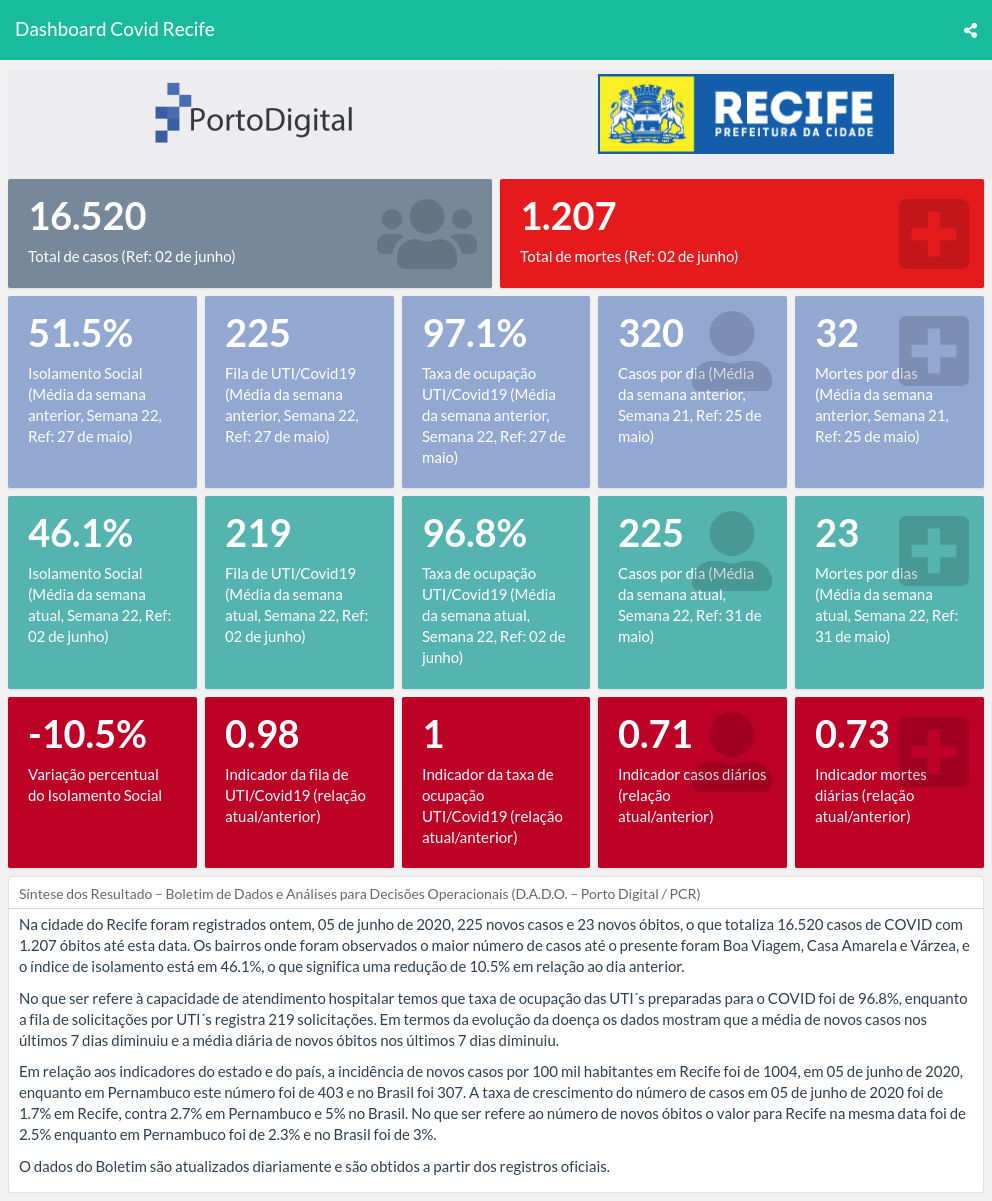 Dashboard Covid Recife
PortoDigital
RECIFE
PREFEITURA DA CIDADE
16.520
Total de casos (Ref: 02 de junho)
1.207
Total de mortes (Ref: 02 de junho)
51.5%
Isolamento Social
(Média da semana
anterior, Semana 22,
Ref: 27 de maio)
225
Fila de UTI/Covid19
(Média da semana
anterior, Semana 22,
Ref: 27 de maio)
97.1%
Taxa de ocupação
UTI/Covid19 (Média
da semana anterior,
Semana 22, Ref: 27 de
maio)
320
Casos por dia (Média
da semana anterior,
Semana 21, Ref: 25 de
maio)
32
Mortes por dias
(Média da semana
anterior, Semana 21,
Ref: 25 de maio)
46.1%
Isolamento Social
(Média da semana
atual, Semana 22, Ref:
02 de junho)
219
Fila de UTI/Covid19
(Média da semana
atual, Semana 22, Ref:
02 de junho)
96.8%
Taxa de ocupação
UTI/Covid19 (Média
da semana atual,
Semana 22, Ref: 02 de
junho)
225
Casos por dia (Média
da semana atual,
Semana 22, Ref: 31 de
maio)
23
Mortes por dias
(Média da semana
atual, Semana 22, Ref:
31 de maio)
-10.5%
Variação percentual
do Isolamento Social
0.98
Indicador da fila de
UTI/Covid19 (relação
atual/anterior)
1
Indicador da taxa de
ocupação
UTI/Covid19 (relação
atual/anterior)
0.71
Indicador casos diários
(relação
atual/anterior)
0.73
Indicador mortes
diárias (relação
atual/anterior)
Síntese dos Resultado – Boletim de Dados e Análises para Decisões Operacionais (D.A.D.O. – Porto Digital / PCR)
Na cidade do Recife foram registrados ontem, 05 de junho de 2020, 225 novos casos e 23 novos óbitos, o que totaliza 16.520 casos de COVID com
1.207 óbitos até esta data. Os bairros onde foram observados o maior número de casos até o presente foram Boa Viagem, Casa Amarela e Várzea, e
o índice de isolamento está em 46.1%, o que significa uma redução de 10.5% em relação ao dia anterior.
No que ser refere à capacidade de atendimento hospitalar temos que taxa de ocupação das UTI´s preparadas para o COVID foi de 96.8%, enquanto
a fila de solicitações por UTI´s registra 219 solicitações. Em termos da evolução da doença os dados mostram que a média de novos casos nos
últimos 7 dias diminuiu e a média diária de novos óbitos nos últimos 7 dias diminuiu.
Em relação aos indicadores do estado e do país, a incidência de novos casos por 100 mil habitantes em Recife foi de 1004, em 05 de junho de 2020,
enquanto em Pernambuco este número foi de 403 e no Brasil foi 307. A taxa de crescimento do número de casos em 05 de junho de 2020 foi de
1.7% em Recife, contra 2.7% em Pernambuco e 5% no Brasil. No que ser refere ao número de novos óbitos o valor para Recife na mesma data foi de
2.5% enquanto em Pernambuco foi de 2.3% e no Brasil foi de 3%.
O dados do Boletim são atualizados diariamente e são obtidos a partir dos registros oficiais.